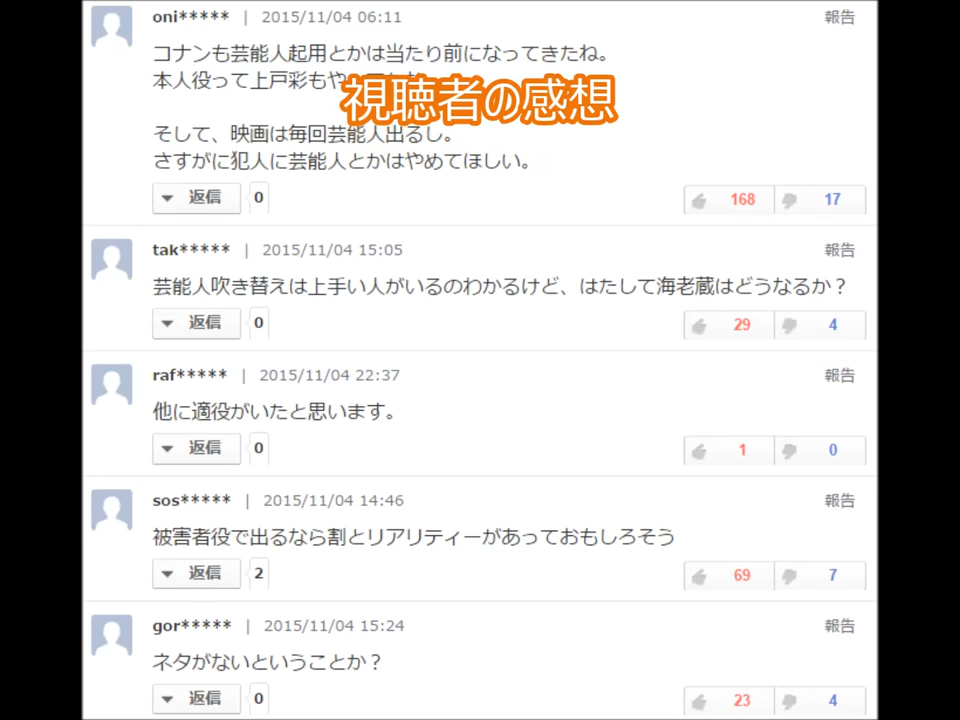 oni***** | 2015/11/04 06:11 報告
コナンも芸能人起用とかは当たり前になってきたね。
本人役って上戸彩もや
視聴者の感想
そして、映画は毎回芸能人出るし。
さすがに犯人に芸能人とかはやめてほしい。
返信 0 168 17
tak***** | 2015/11/04 15:05 報告
芸能人吹き替えは上手い人がいるのわかるけど、はたして海老蔵はどうなるか？
返信 0 29 4
raf***** | 2015/11/04 22:37 報告
他に適役がいたと思います。
返信 0 1 0
sos***** | 2015/11/04 14:46 報告
被害者役で出るなら割とリアリティーがあっておもしろそう
返信 2 69 7
gor***** | 2015/11/04 15:24 報告
ネタがないということか？
返信 0 23 4